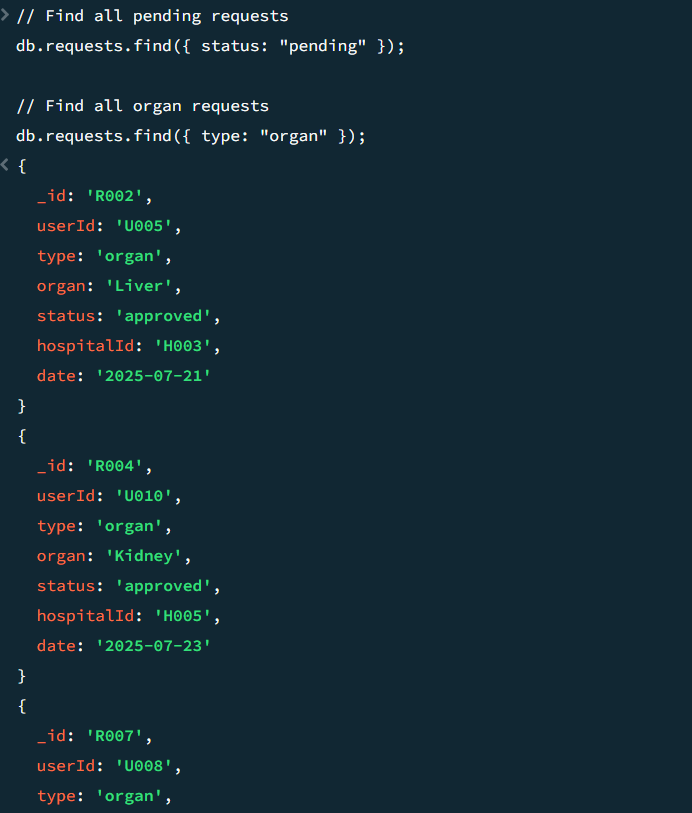 // Find all pending requests
db.requests.find({ status: "pending" });
// Find all organ requests
db.requests.find({ type: "organ" });
{
_id: 'R002',
userId: 'U005',
type: 'organ',
organ: 'Liver',
status: 'approved',
hospitalId: 'H003',
date: '2025-07-21'
}
{
_id: 'R004',
userId: 'U010',
type: 'organ',
organ: 'Kidney',
status: 'approved',
hospitalId: 'H005',
date: '2025-07-23'
}
{
_id: 'R007',
userId: 'U008',
type: 'organ',